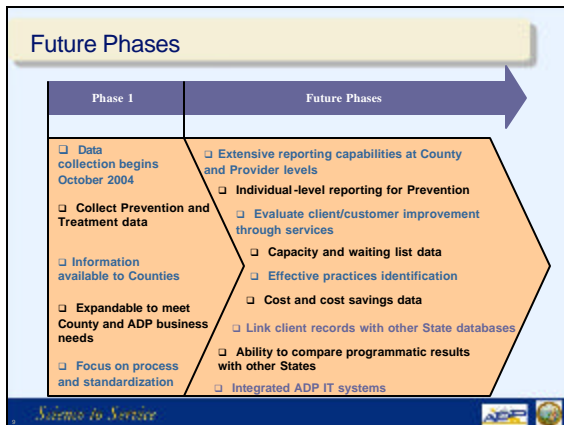 Future Phases
Phase 1
Future Phases
❑ Data
collection begins
October 2004
❑ Collect Prevention and
Treatment data
❑ Information
available to Counties
❑ Expandable to meet
County and ADP business
needs
❑ Focus on process
and standardization
❑ Extensive reporting capabilities at County
and Provider levels
❑ Individual-level reporting for Prevention
❑ Evaluate client/customer improvement
through services
❑ Capacity and waiting list data
❑ Effective practices identification
❑ Cost and cost savings data
❑ Link client records with other State databases
❑ Ability to compare programmatic results
with other States
❑ Integrated ADP IT systems
Science to Service
ADP